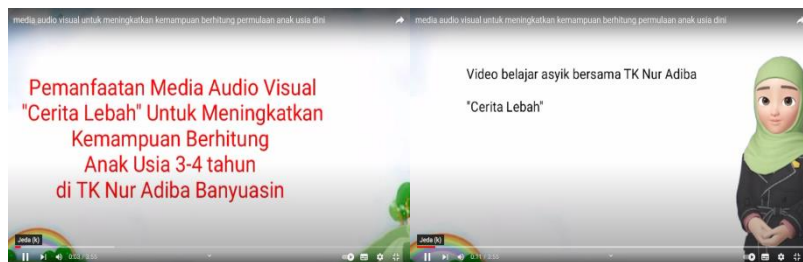 media audio visual untuk meningkatkan kemampuan berhitung permulaan anak usia dini
Pemanfaatan Media Audio Visual
"Cerita Lebah" Untuk Meningkatkan
Kemampuan Berhitung
Anak Usia 3-4 tahun
di TK Nur Adiba Banyuasin
Jeda (k)
media audio visual untuk meningkatkan kemampuan berhitung permulaan anak usia dini
Video belajar asyik bersama TK Nur Adiba
"Cerita Lebah"
Jeda (k)